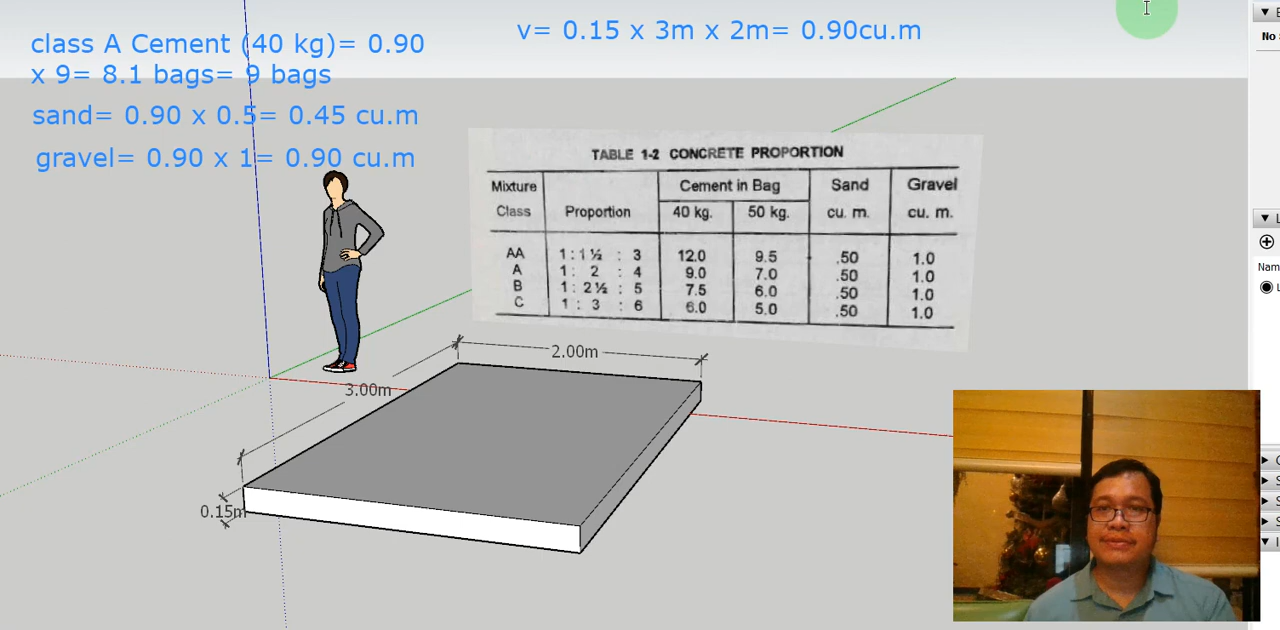 class A Cement (40 kg)= 0.90
x 9= 8.1 bags= 9 bags
sand= 0.90 x 0.5= 0.45 cu.m
gravel= 0.90 x 1= 0.90 cu.m
v= 0.15 x 3m x 2m= 0.90cu.m
TABLE 1-2 CONCRETE PROPORTION
Mixture Class Proportion Cement in Bag Sand Gravel
40 kg. 50 kg. cu. m. cu. m.
AA 1 : 1 ½ : 3 12.0 9.5 .50 1.0
A 1: 2 : 4 9.0 7.0 .50 1.0
B 1: 2½ : 5 7.5 6.0 .50 1.0
C 1 : 3 : 6 6.0 5.0 .50 1.0
2.00m
3.00m
0.15m
No
Nam